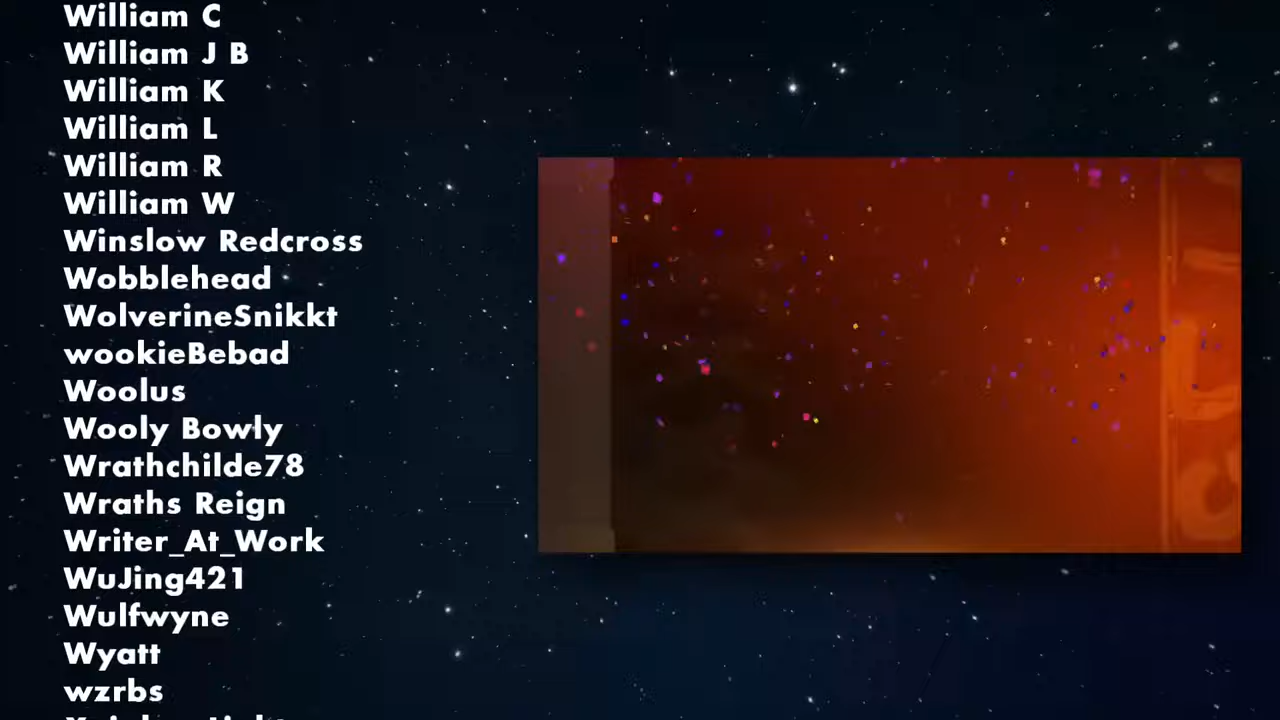 William C
William J B
William K
William L
William R
William W
Winslow Redcross
Wobblehead
WolverineSnikkt
wookieBebad
Woolus
Wooly Bowly
Wrathchilde78
Wraths Reign
Writer_At_Work
WuJing421
Wulfwyne
Wyatt
wzrbs